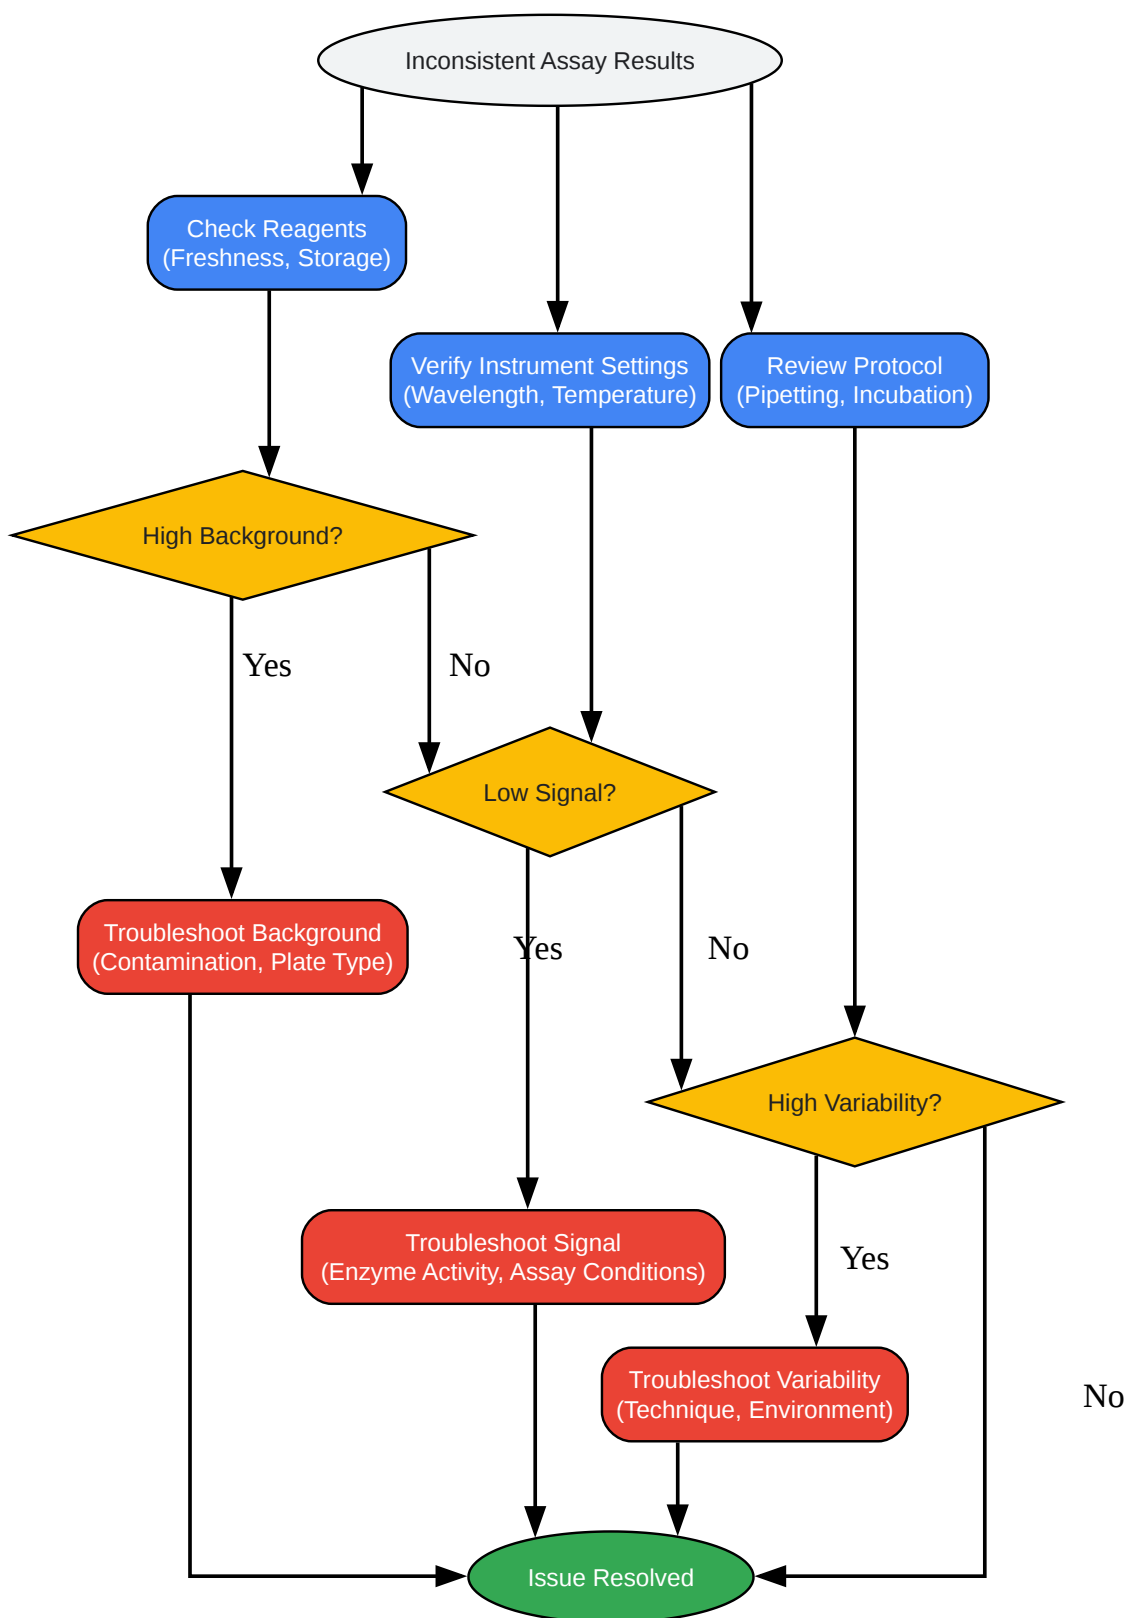 Inconsistent Assay Results
Check Reagents
(Freshness, Storage)
Verify Instrument Settings
(Wavelength, Temperature)
Review Protocol
(Pipetting, Incubation)
High Background?
Yes
No
Low Signal?
Troubleshoot Background
(Contamination, Plate Type)
Yes
No
High Variability?
Troubleshoot Signal
(Enzyme Activity, Assay Conditions)
Yes
Troubleshoot Variability
(Technique, Environment)
No
Issue Resolved